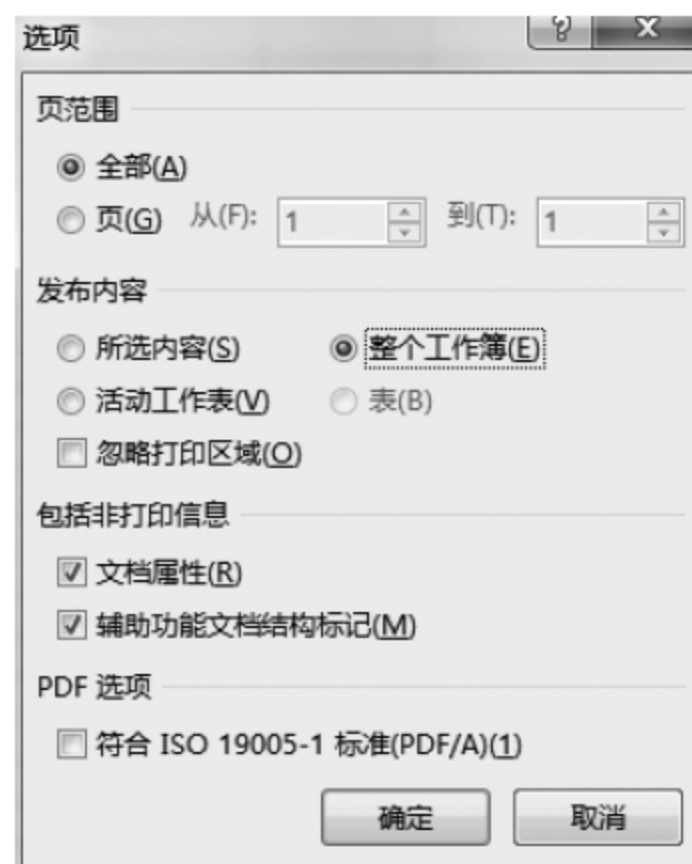 选项
页范围
全部(A)
页(G) 从(F): 1 到(T): 1
发布内容
所选内容(S) 整个工作簿(E)
活动工作表(V) 表(B)
忽略打印区域(O)
包括非打印信息
文档属性(R)
辅助功能文档结构标记(M)
PDF 选项
符合 ISO 19005-1 标准(PDF/A)(1)
确定 取消